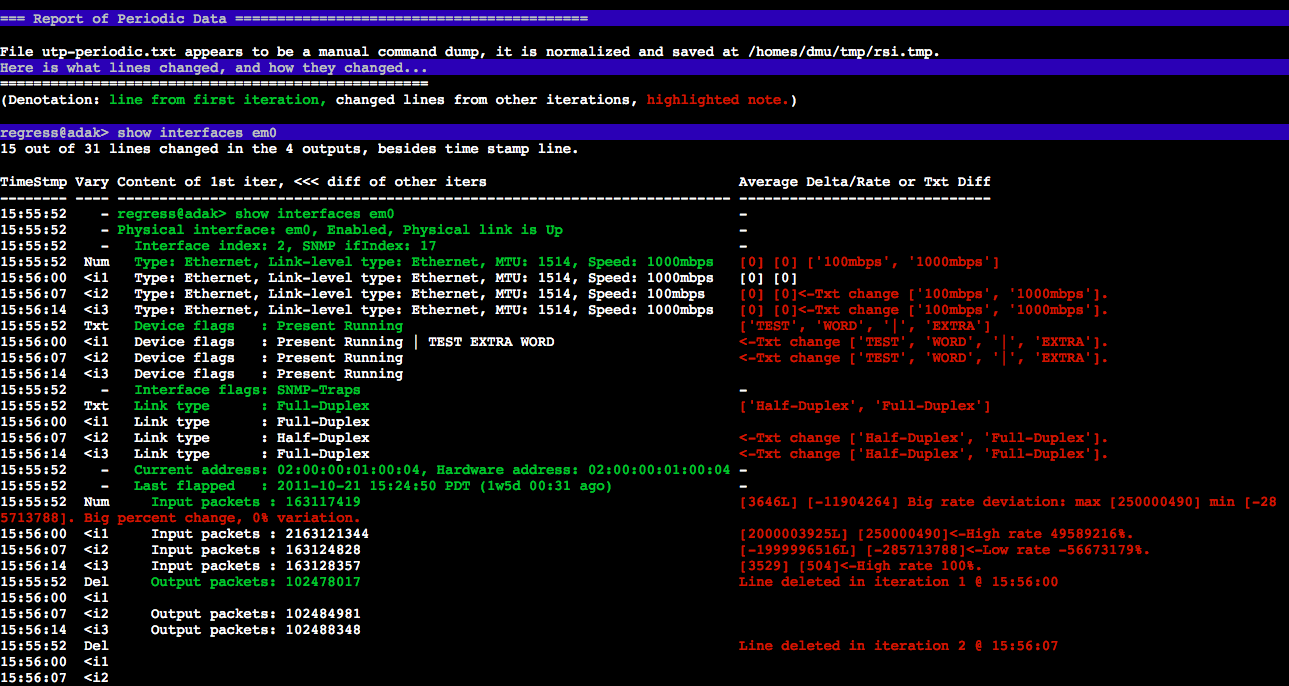 === Report of Periodic Data ==========================================
File utp-periodic.txt appears to be a manual command dump, it is normalized and saved at /homes/dmu/tmp/rsi.tmp.
Here is what lines changed, and how they changed...
===================================================
(Denotation: line from first iteration, changed lines from other iterations, highlighted note.)
regress@adak> show interfaces em0
15 out of 31 lines changed in the 4 outputs, besides time stamp line.
TimeStmp Vary Content of 1st iter, <<< diff of other iters                              Average Delta/Rate or Txt Diff
-------- ---- ------------------------------------------------------------------------- ------------------------------
15:55:52    - regress@adak> show interfaces em0                                         -
15:55:52    - Physical interface: em0, Enabled, Physical link is Up                     -
15:55:52    -   Interface index: 2, SNMP ifIndex: 17                                    -
15:55:52  Num   Type: Ethernet, Link-level type: Ethernet, MTU: 1514, Speed: 1000mbps   [0] [0] ['100mbps', '1000mbps']
15:56:00  <i1   Type: Ethernet, Link-level type: Ethernet, MTU: 1514, Speed: 1000mbps   [0] [0]
15:56:07  <i2   Type: Ethernet, Link-level type: Ethernet, MTU: 1514, Speed: 100mbps    [0] [0]<-Txt change ['100mbps', '1000mbps'].
15:56:14  <i3   Type: Ethernet, Link-level type: Ethernet, MTU: 1514, Speed: 1000mbps   [0] [0]<-Txt change ['100mbps', '1000mbps'].
15:55:52  Txt   Device flags   : Present Running                                        ['TEST', 'WORD', '|', 'EXTRA']
15:56:00  <i1   Device flags   : Present Running | TEST EXTRA WORD                      <-Txt change ['TEST', 'WORD', '|', 'EXTRA'].
15:56:07  <i2   Device flags   : Present Running                                        <-Txt change ['TEST', 'WORD', '|', 'EXTRA'].
15:56:14  <i3   Device flags   : Present Running
15:55:52    -   Interface flags: SNMP-Traps                                             -
15:55:52  Txt   Link type      : Full-Duplex                                            ['Half-Duplex', 'Full-Duplex']
15:56:00  <i1   Link type      : Full-Duplex
15:56:07  <i2   Link type      : Half-Duplex                                            <-Txt change ['Half-Duplex', 'Full-Duplex'].
15:56:14  <i3   Link type      : Full-Duplex                                            <-Txt change ['Half-Duplex', 'Full-Duplex'].
15:55:52    -   Current address: 02:00:00:01:00:04, Hardware address: 02:00:00:01:00:04 -
15:55:52    -   Last flapped   : 2011-10-21 15:24:50 PDT (1w5d 00:31 ago)               -
15:55:52  Num     Input packets : 163117419                                             [3646L] [-11904264] Big rate deviation: max [250000490] min [-28
5713788]. Big percent change, 0% variation.
15:56:00  <i1     Input packets : 2163121344                                            [2000003925L] [250000490]<-High rate 49589216%.
15:56:07  <i2     Input packets : 163124828                                             [-1999996516L] [-285713788]<-Low rate -56673179%.
15:56:14  <i3     Input packets : 163128357                                             [3529] [504]<-High rate 100%.
15:55:52  Del     Output packets: 102478017                                             Line deleted in iteration 1 @ 15:56:00
15:56:00  <i1
15:56:07  <i2     Output packets: 102484981
15:56:14  <i3     Output packets: 102488348
15:55:52  Del                                                                           Line deleted in iteration 2 @ 15:56:07
15:56:00  <i1
15:56:07  <i2